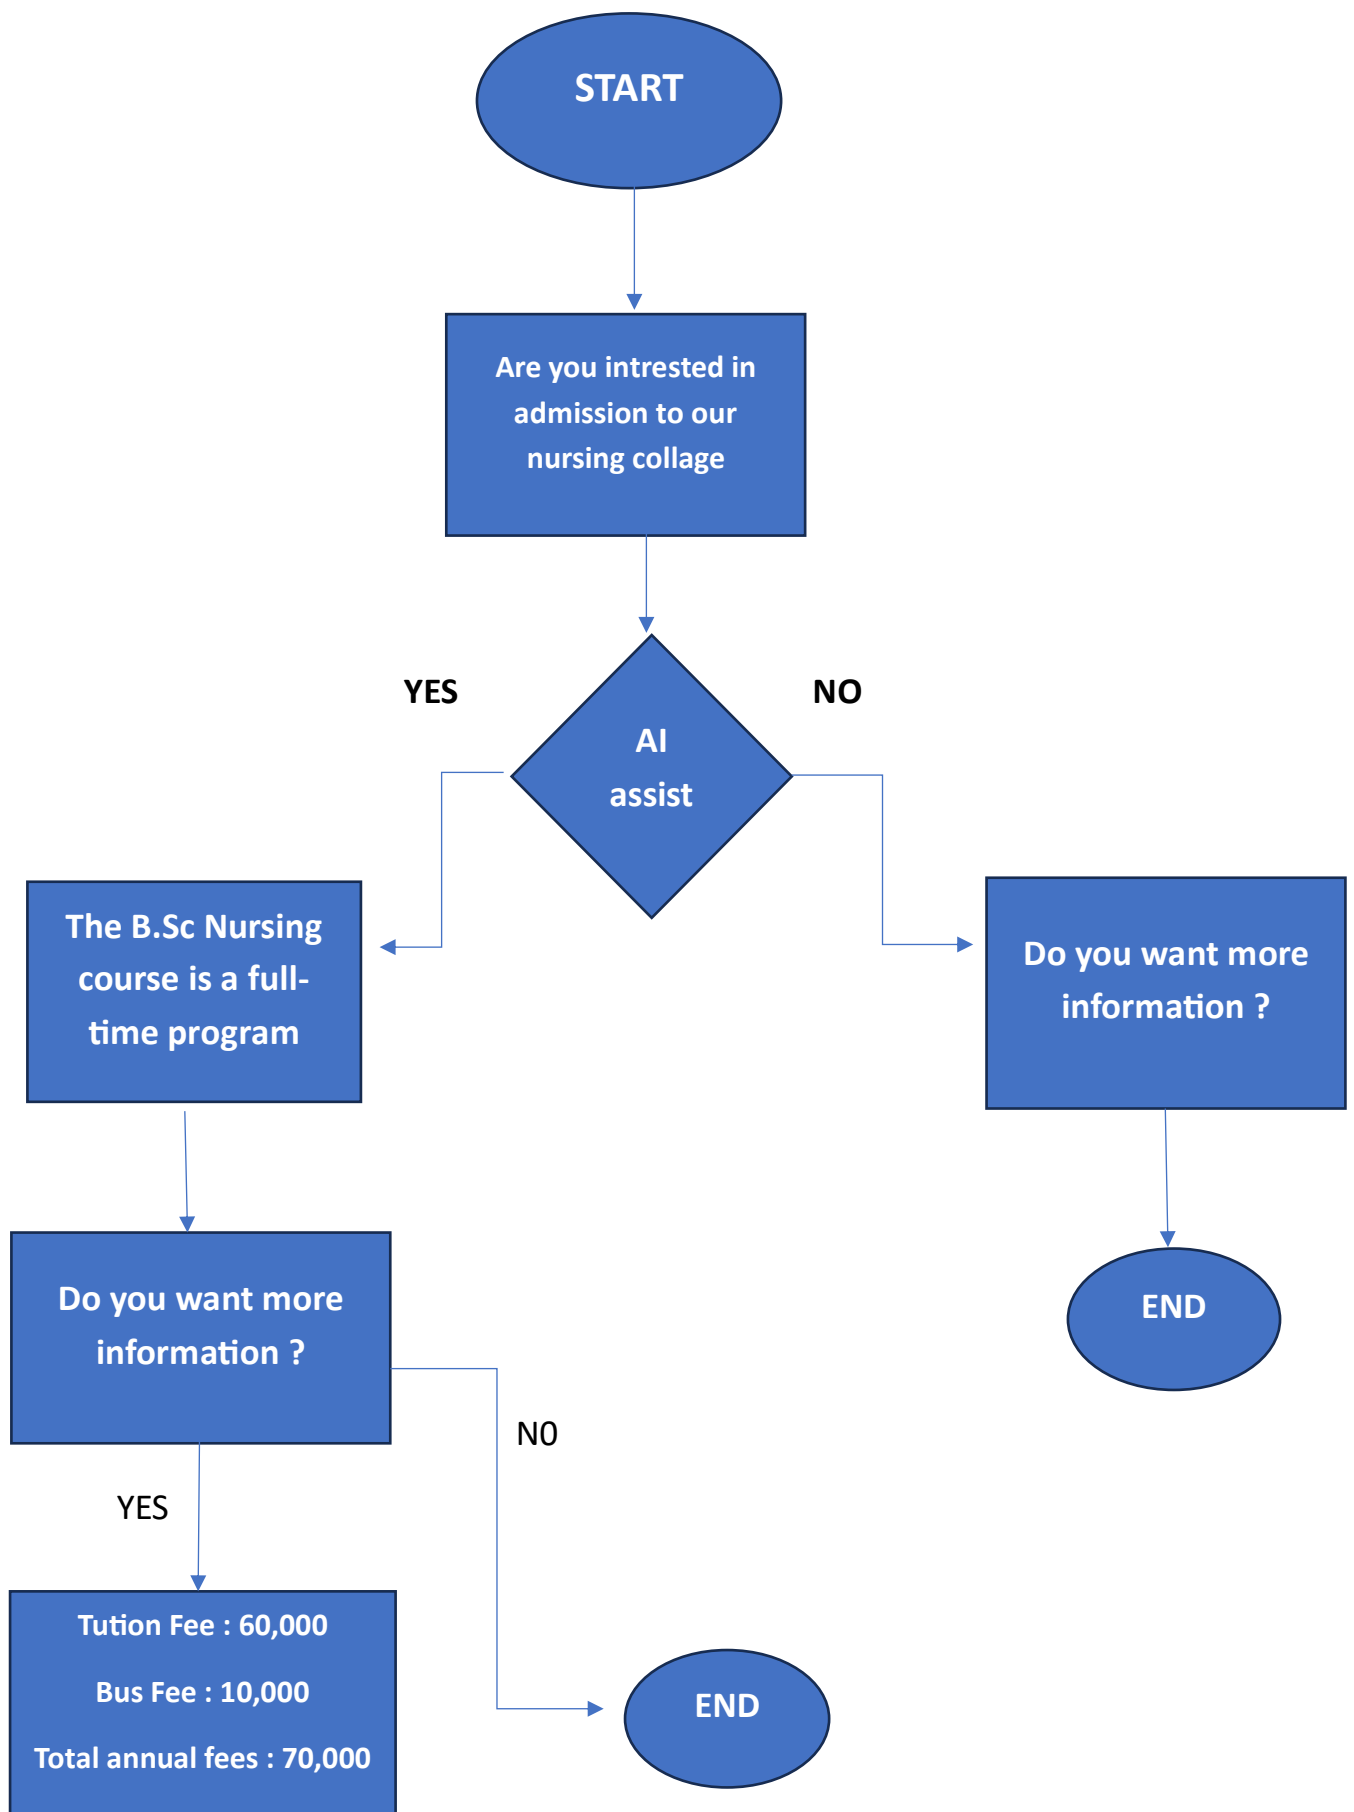 START
Are you intrested in
admission to our
nursing collage
YES
NO
AI
assist
The B.Sc Nursing
course is a full-
time program
Do you want more
information ?
Do you want more
information ?
END
N0
YES
Tution Fee : 60,000
Bus Fee : 10,000
Total annual fees : 70,000
END